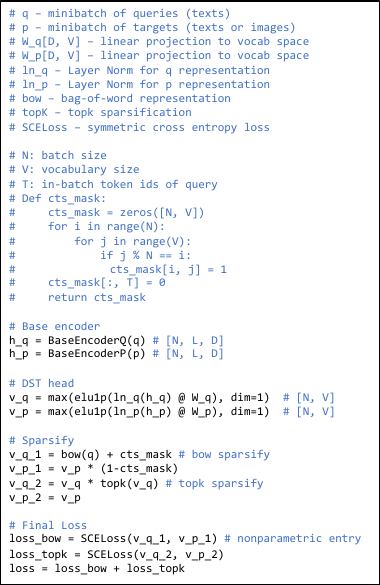 # q – minibatch of queries (texts)
# p – minibatch of targets (texts or images)
# W_q[D, V] – linear projection to vocab space
# W_p[D, V] – linear projection to vocab space
# ln_q – Layer Norm for q representation
# ln_p – Layer Norm for p representation
# bow – bag-of-word representation
# topK – topk sparsification
# SCELoss – symmetric cross entropy loss
# N: batch size
# V: vocabulary size
# T: in-batch token ids of query
# Def cts_mask:
#     cts_mask = zeros([N, V])
#     for i in range(N):
#         for j in range(V):
#             if j % N == i:
#               cts_mask[i, j] = 1
#     cts_mask[:, T] = 0
#     return cts_mask
# Base encoder
h_q = BaseEncoderQ(q) # [N, L, D]
h_p = BaseEncoderP(p) # [N, L, D]
# DST head
v_q = max(elu1p(ln_q(h_q) @ W_q), dim=1)  # [N, V]
v_p = max(elu1p(ln_p(h_p) @ W_p), dim=1)  # [N, V]
# Sparsify
v_q_1 = bow(q) + cts_mask # bow sparsify
v_p_1 = v_p * (1-cts_mask)
v_q_2 = v_q * topk(v_q) # topk sparsify
v_p_2 = v_p
# Final Loss
loss_bow = SCELoss(v_q_1, v_p_1) # nonparametric entry
loss_topk = SCELoss(v_q_2, v_p_2)
loss = loss_bow + loss_topk